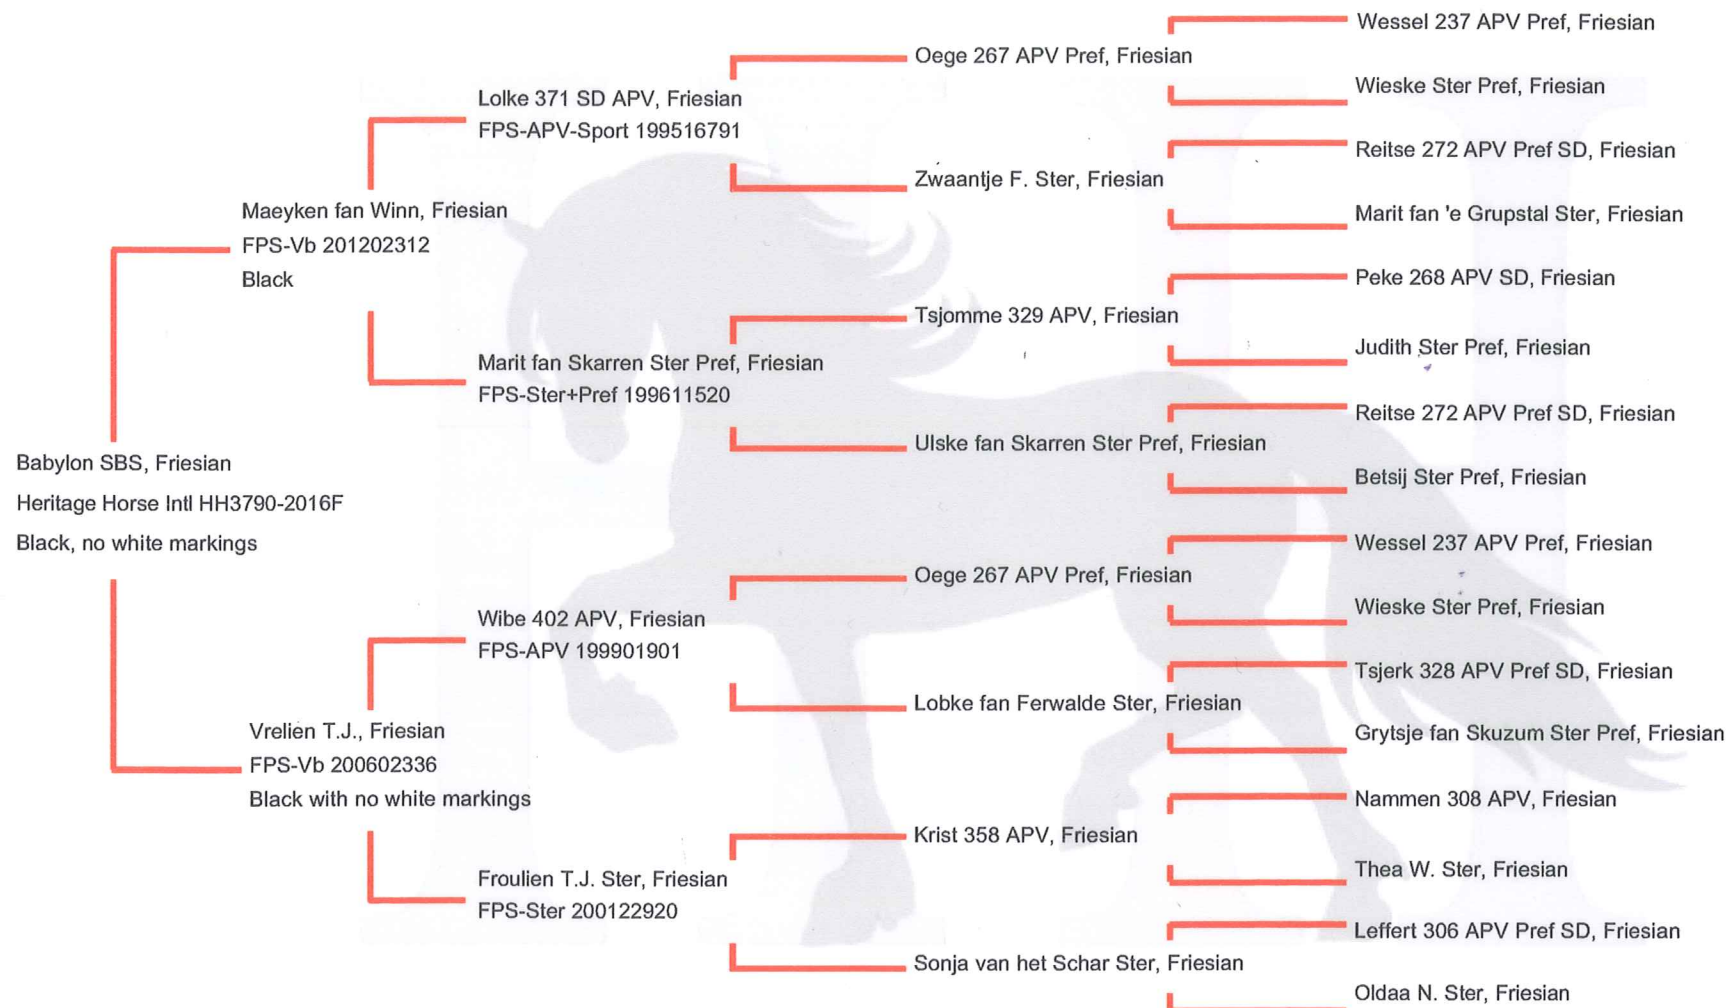 Babylon SBS, Friesian
Heritage Horse Intl HH3790-2016F
Black, no white markings
Maeyken fan Winn, Friesian
FPS-Vb 201202312
Black
Vrelien T.J., Friesian
FPS-Vb 200602336
Black with no white markings
Lolke 371 SD APV, Friesian
FPS-APV-Sport 199516791
Marit fan Skarren Ster Pref, Friesian
FPS-Ster+Pref 199611520
Wibe 402 APV, Friesian
FPS-APV 199901901
Froulien T.J. Ster, Friesian
FPS-Ster 200122920
Oege 267 APV Pref, Friesian
Zwaantje F. Ster, Friesian
Tsjomme 329 APV, Friesian
Ulske fan Skarren Ster Pref, Friesian
Oege 267 APV Pref, Friesian
Lobke fan Ferwalde Ster, Friesian
Krist 358 APV, Friesian
Sonja van het Schar Ster, Friesian
Wessel 237 APV Pref, Friesian
Wieske Ster Pref, Friesian
Reitse 272 APV Pref SD, Friesian
Marit fan 'e Grupstal Ster, Friesian
Peke 268 APV SD, Friesian
Judith Ster Pref, Friesian
Reitse 272 APV Pref SD, Friesian
Betsij Ster Pref, Friesian
Wessel 237 APV Pref, Friesian
Wieske Ster Pref, Friesian
Tsjerk 328 APV Pref SD, Friesian
Grytsje fan Skuzum Ster Pref, Friesian
Nammen 308 APV, Friesian
Thea W. Ster, Friesian
Leffert 306 APV Pref SD, Friesian
Oldaa N. Ster, Friesian